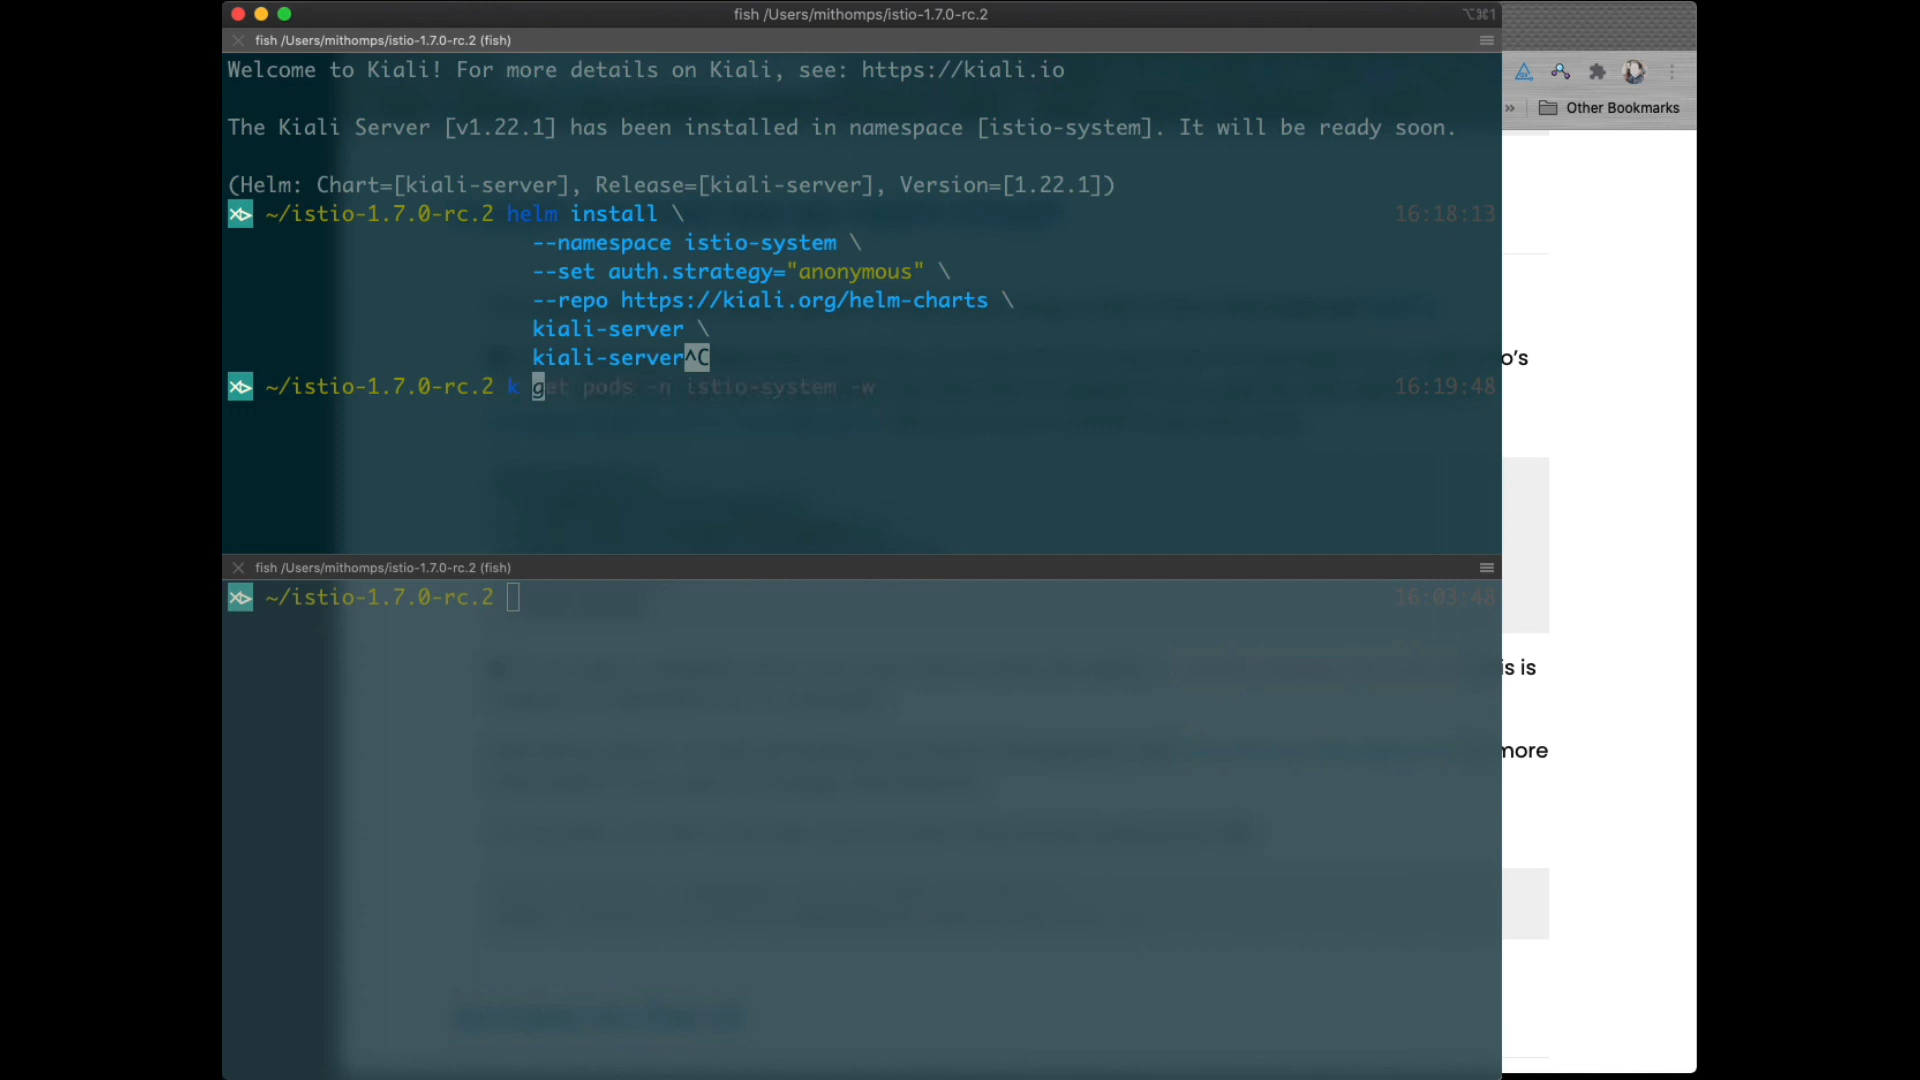 fish /Users/mithomps/istio-1.7.0-rc.2
⌥⌘1
fish /Users/mithomps/istio-1.7.0-rc.2 (fish)
Welcome to Kiali! For more details on Kiali, see: https://kiali.io
The Kiali Server [v1.22.1] has been installed in namespace [istio-system]. It will be ready soon.
(Helm: Chart=[kiali-server], Release=[kiali-server], Version=[1.22.1])
~/istio-1.7.0-rc.2 helm install \ 16:18:13
--namespace istio-system \
--set auth.strategy="anonymous" \
--repo https://kiali.org/helm-charts \
kiali-server \
kiali-server^C
~/istio-1.7.0-rc.2 k get pods -n istio-system -w 16:19:48
fish /Users/mithomps/istio-1.7.0-rc.2 (fish)
~/istio-1.7.0-rc.2 16:03:48
» Other Bookmarks
o’s
is is
more